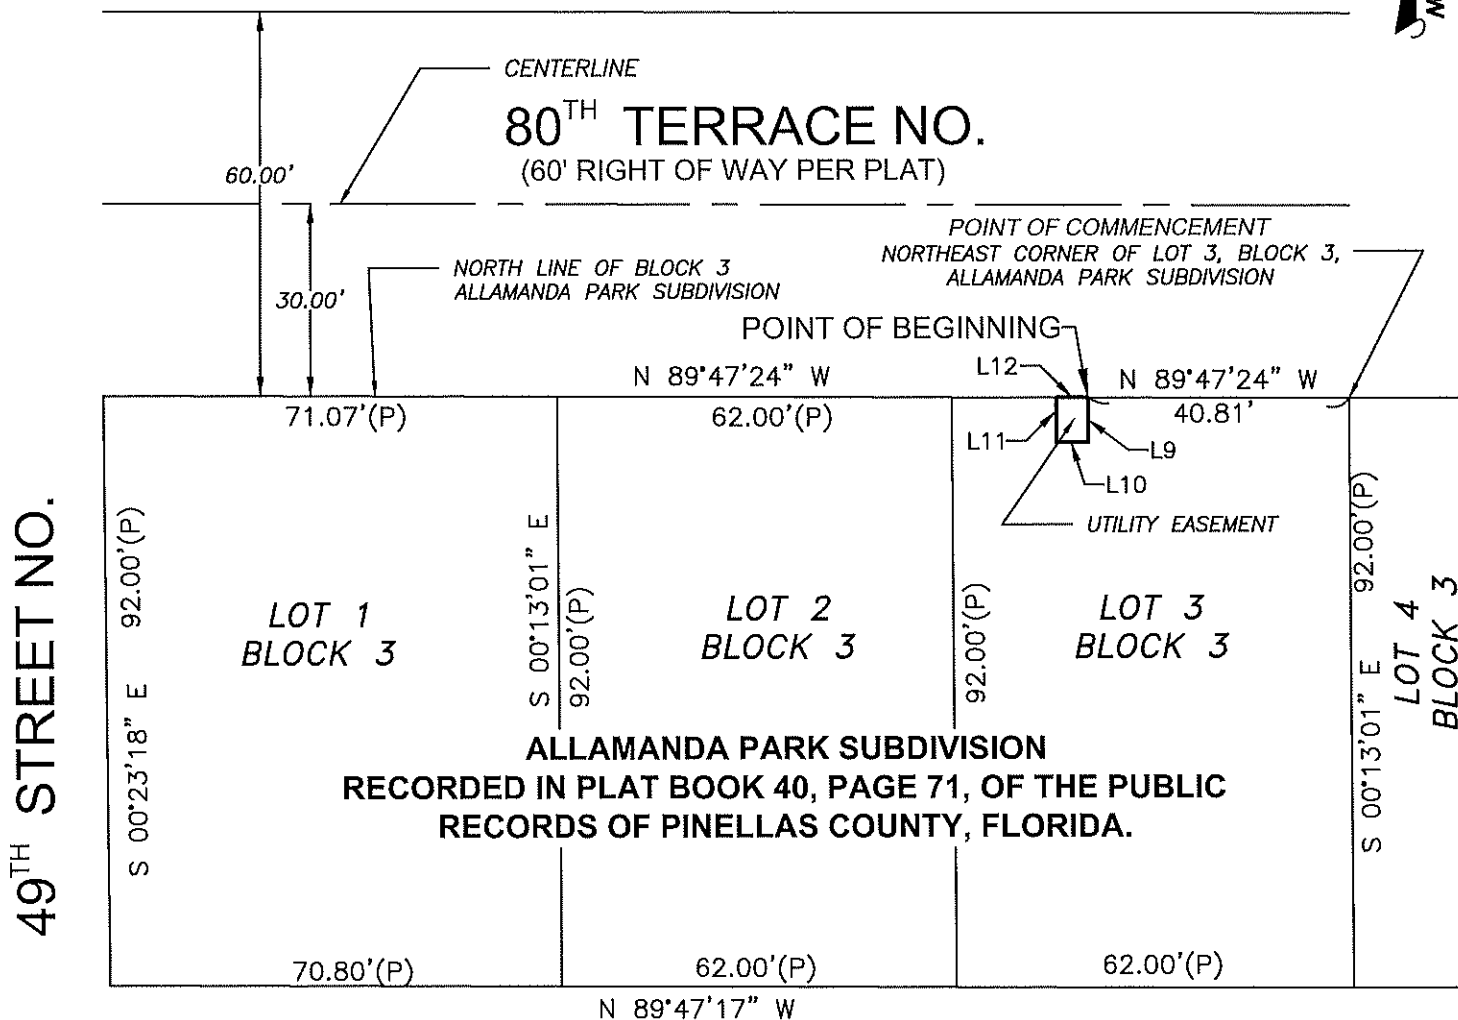 CENTERLINE
80TH TERRACE NO.
(60' RIGHT OF WAY PER PLAT)
60.00'
30.00'
POINT OF COMMENCEMENT
NORTHEAST CORNER OF LOT 3, BLOCK 3,
ALLAMANDA PARK SUBDIVISION
NORTH LINE OF BLOCK 3
ALLAMANDA PARK SUBDIVISION
POINT OF BEGINNING
L12
N 89°47'24" W
N 89°47'24" W
71.07'(P)
62.00'(P)
40.81'
L11
L9
L10
UTILITY EASEMENT
49TH STREET NO.
92.00'(P)
S 00°23'18" E
LOT 1
BLOCK 3
S 00°13'01" E
92.00'(P)
LOT 2
BLOCK 3
92.00'(P)
LOT 3
BLOCK 3
92.00'(P)
S 00°13'01" E
LOT 4
BLOCK 3
ALLAMANDA PARK SUBDIVISION
RECORDED IN PLAT BOOK 40, PAGE 71, OF THE PUBLIC
RECORDS OF PINELLAS COUNTY, FLORIDA.
70.80'(P)
62.00'(P)
62.00'(P)
N 89°47'17" W